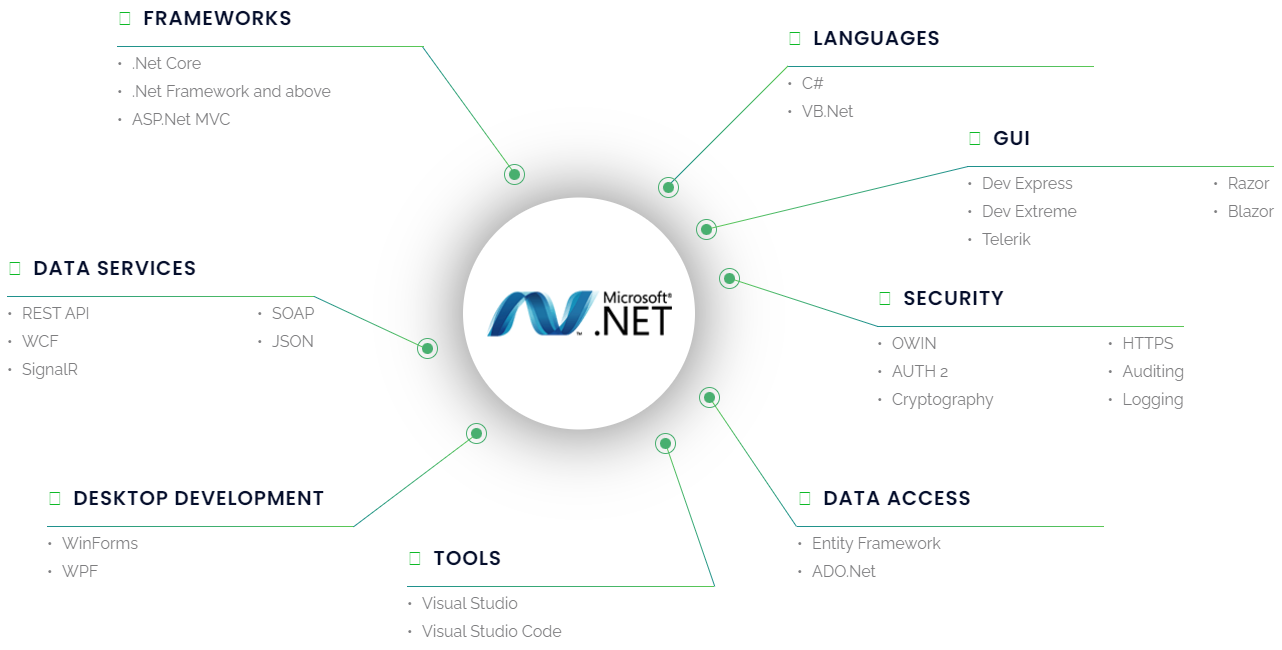 FRAMEWORKS
• .Net Core
• .Net Framework and above
• ASP.Net MVC
LANGUAGES
• C#
• VB.Net
GUI
• Dev Express
• Dev Extreme
• Telerik
• Razor
• Blazor
DATA SERVICES
• REST API
• WCF
• SignalR
• SOAP
• JSON
Microsoft®
.NET™
SECURITY
• OWIN
• AUTH 2
• Cryptography
• HTTPS
• Auditing
• Logging
DESKTOP DEVELOPMENT
• WinForms
• WPF
TOOLS
• Visual Studio
• Visual Studio Code
DATA ACCESS
• Entity Framework
• ADO.Net